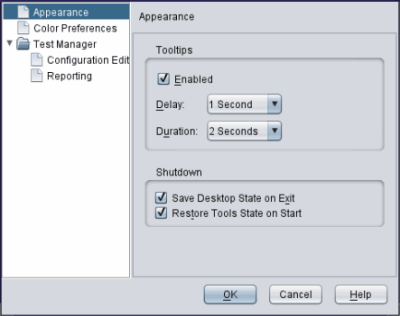 Appearance
Color Preferences
Test Manager
Configuration Edit
Reporting
Appearance
Tooltips
Enabled
Delay: 1 Second
Duration: 2 Seconds
Shutdown
Save Desktop State on Exit
Restore Tools State on Start
OK Cancel Help